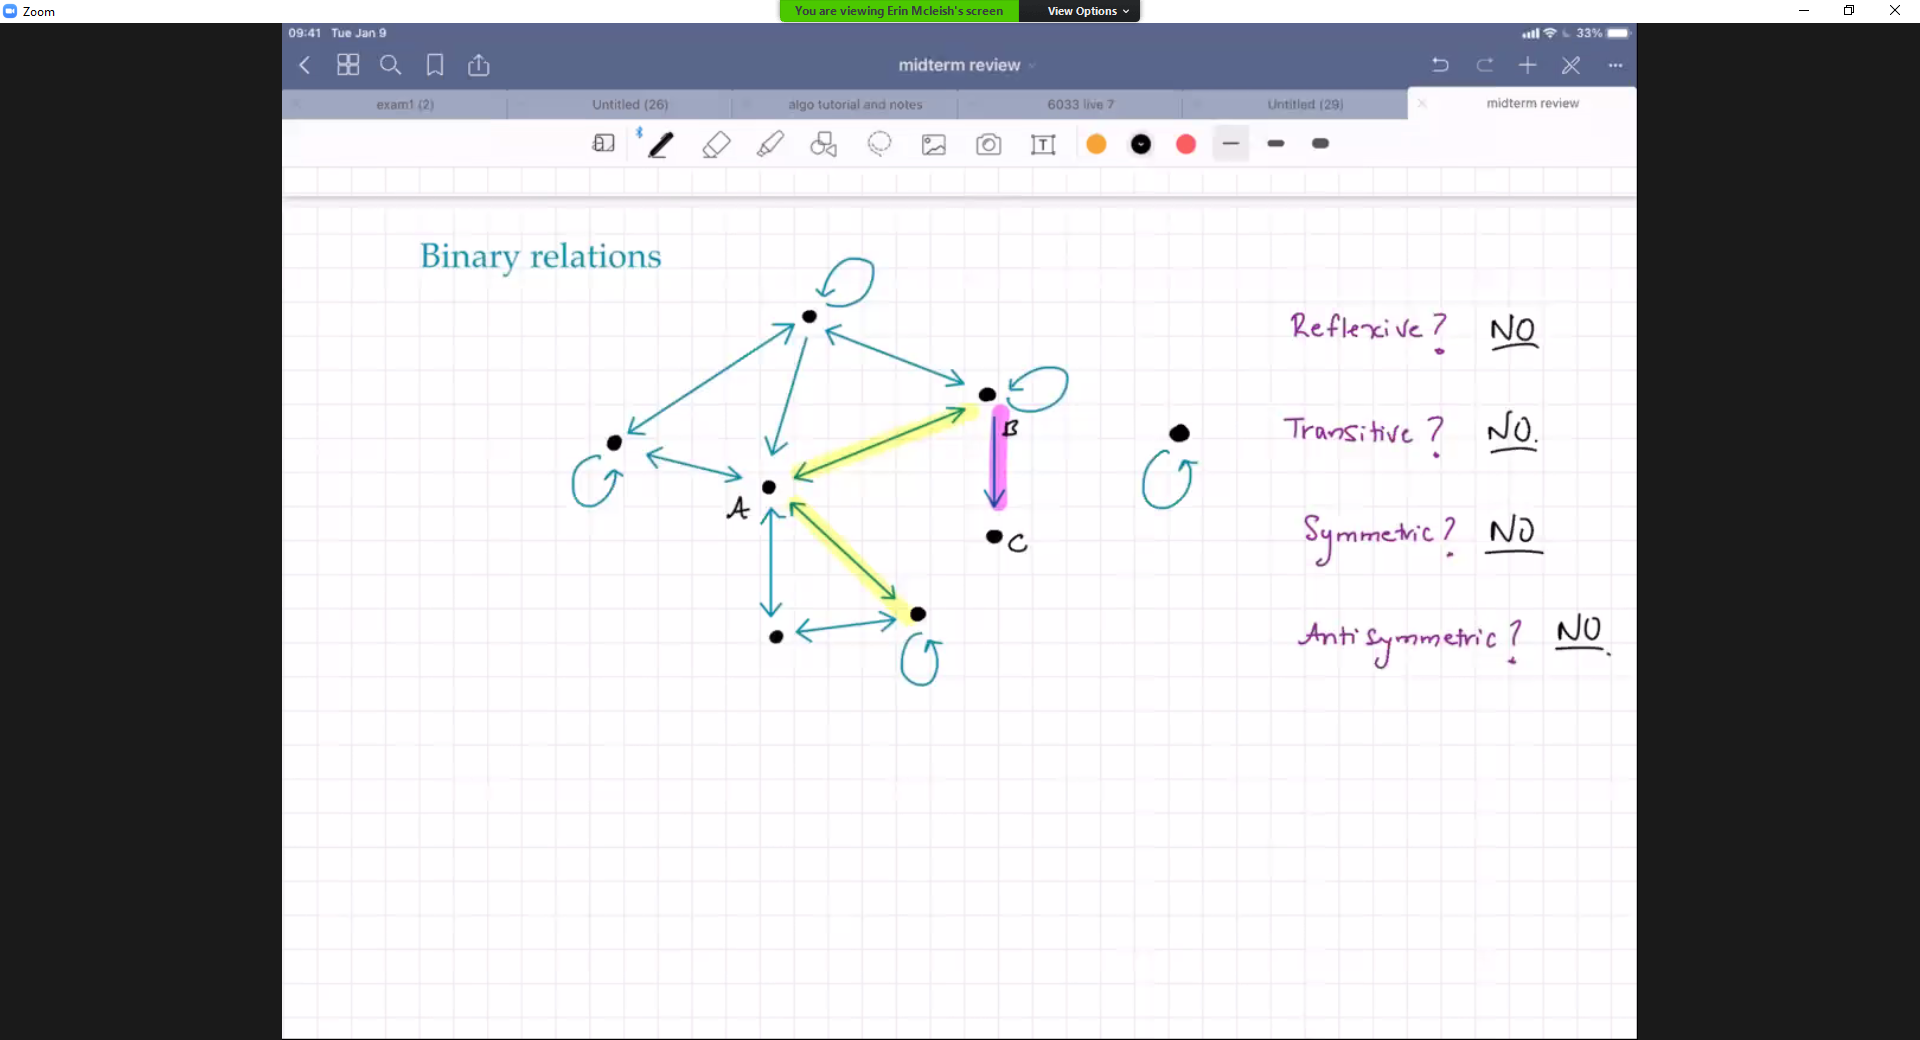 Zoom
You are viewing Erin Mcleish's screen View Options
09:41 Tue Jan 9
33%
midterm review
exam1 (2)
Untitled (26)
algo tutorial and notes
6033 live 7
Untitled (29)
midterm review
T
Binary relations
Reflexive? NO
Transitive? NO.
Symmetric? NO
Antisymmetric? NO.
B
A
C